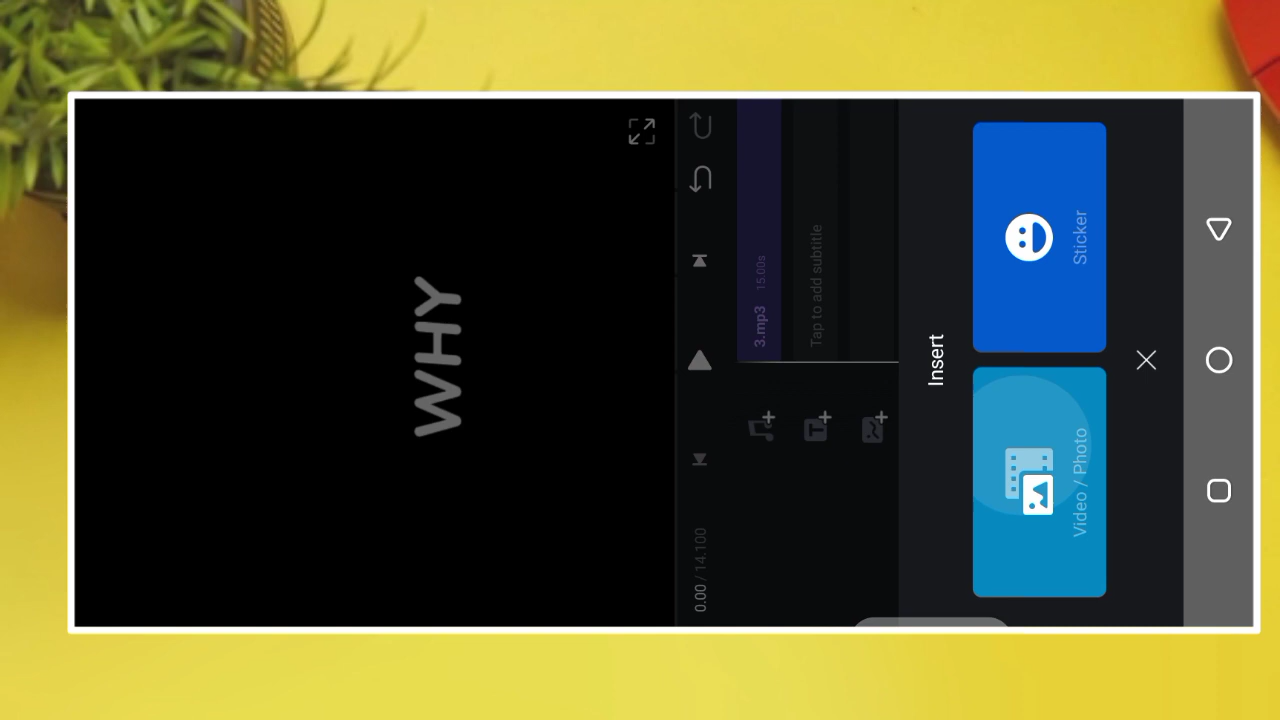 WHY
0.00 / 14.100
3.mp3 15.00s
Tap to add subtitle
T
Insert
Video / Photo
Sticker